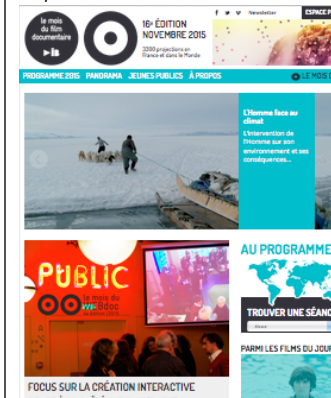 le mois
du film
documentaire
16e ÉDITION
NOVEMBRE 2015
3300 projections en
France et dans le Monde
f
Newsletter
ESPACE P
PROGRAMME 2015 PANORAMA JEUNES PUBLICS À PROPOS
LE MOIS D
L'Homme face au
climat
L'intervention de
l'Homme sur son
environnement et ses
conséquences...
PUBLIC
le mois du
WEBdoc
FOCUS SUR LA CRÉATION INTERACTIVE
AU PROGRAMME
TROUVER UNE SÉANC
PARMI LES FILMS DU JOUR